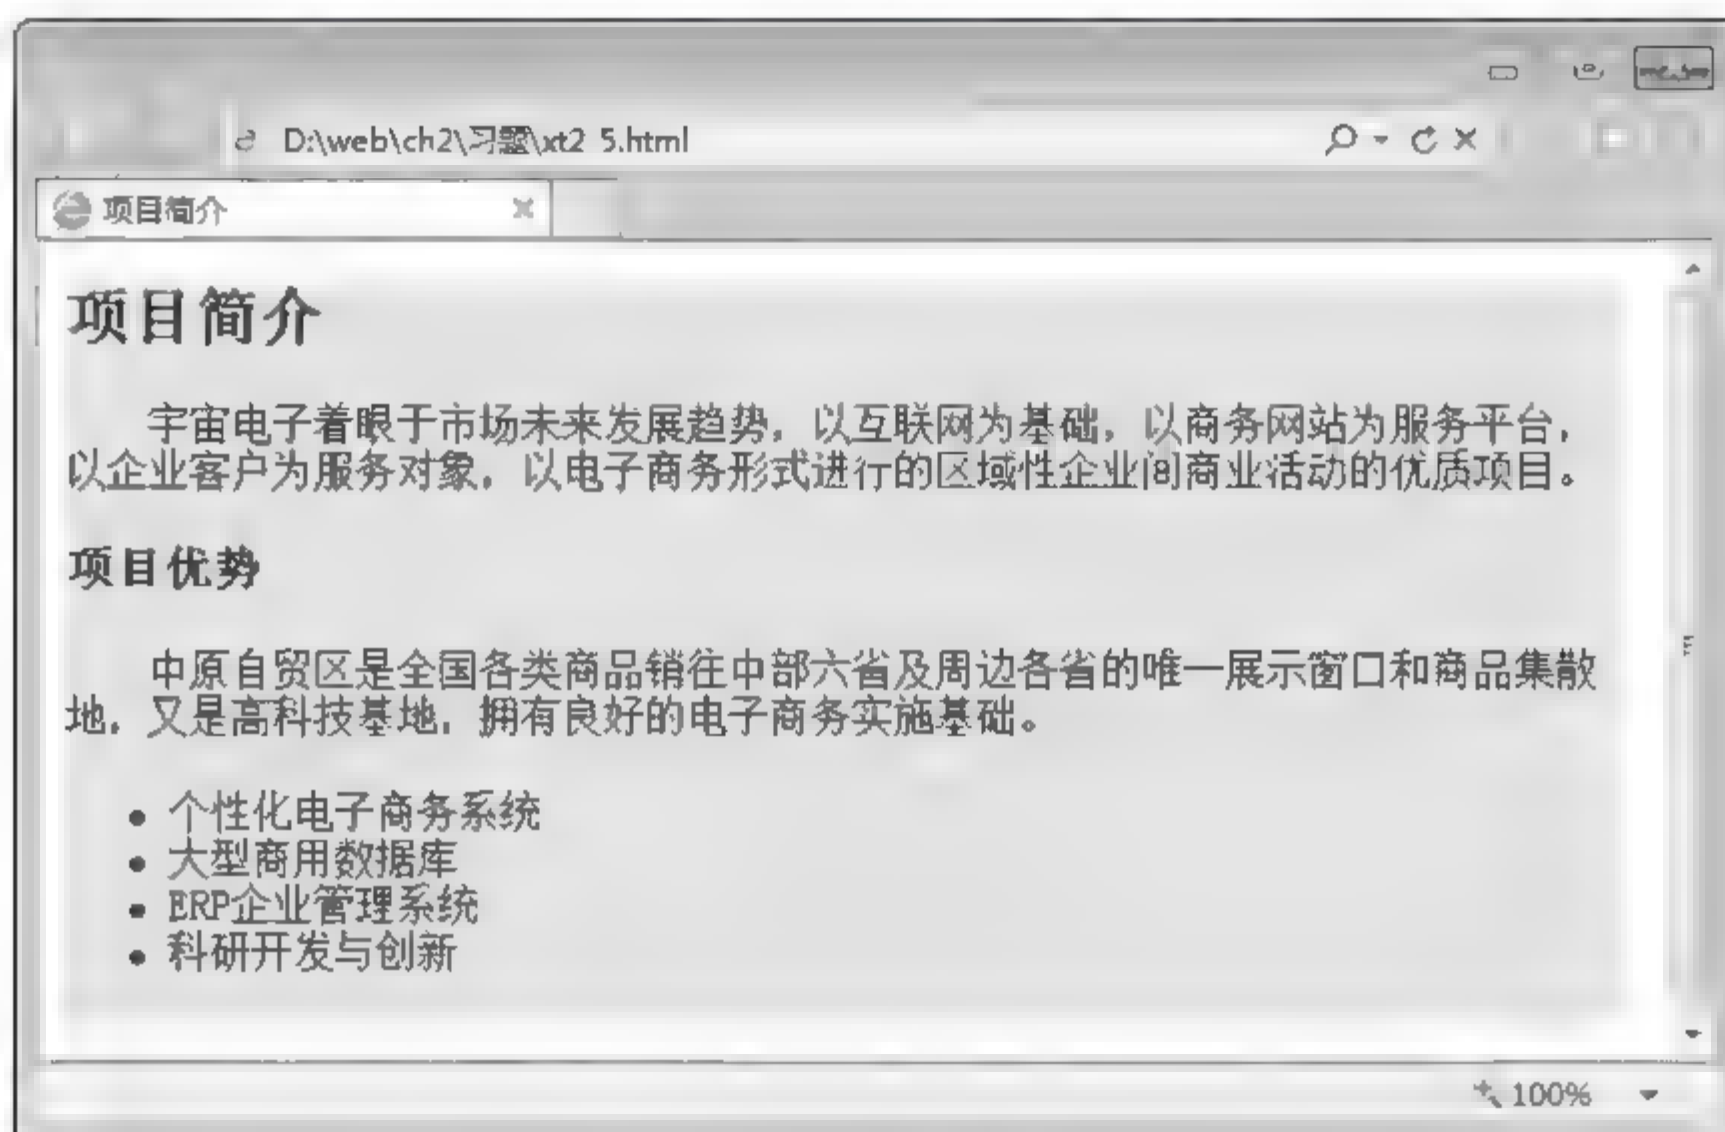 D:\web\ch2\习题\xt2 5.html
项目简介
项目简介
宇宙电子着眼于市场未来发展趋势，以互联网为基础，以商务网站为服务平台，
以企业客户为服务对象，以电子商务形式进行的区域性企业间商业活动的优质项目。
项目优势
中原自贸区是全国各类商品销往中部六省及周边各省的唯一展示窗口和商品集散
地，又是高科技基地，拥有良好的电子商务实施基础。
• 个性化电子商务系统
• 大型商用数据库
• ERP企业管理系统
• 科研开发与创新
100%